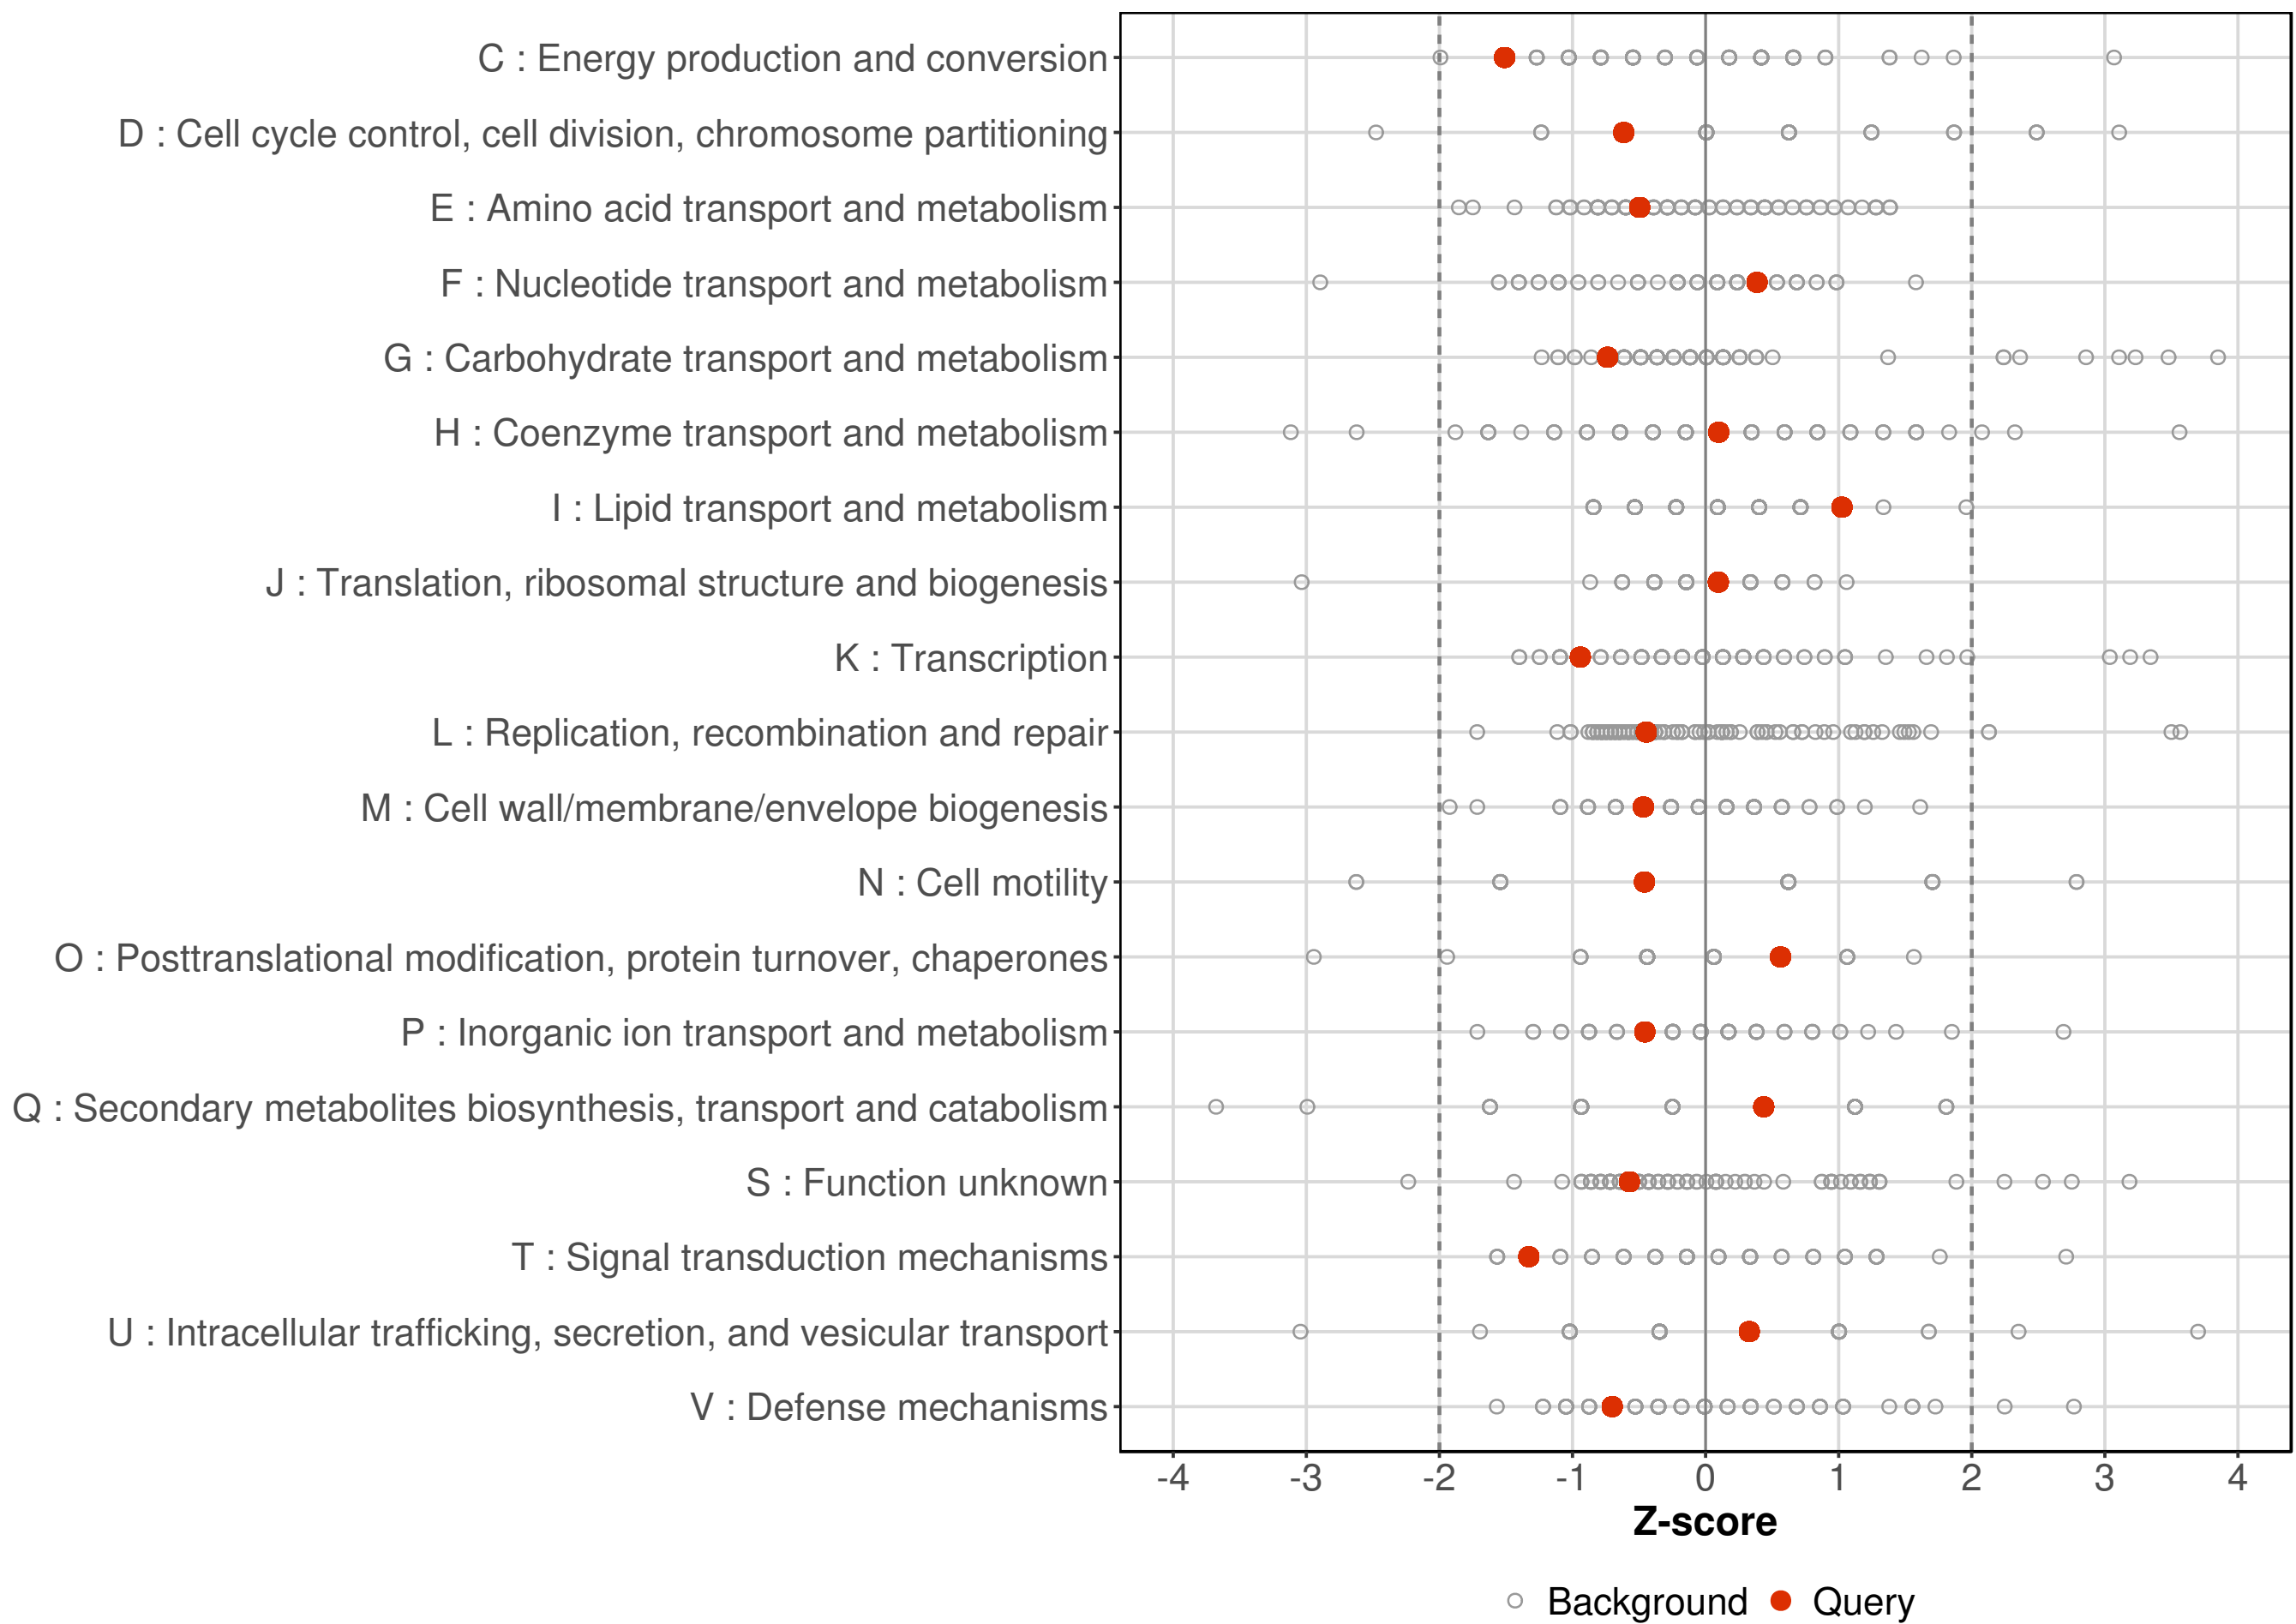 C : Energy production and conversion
D : Cell cycle control, cell division, chromosome partitioning
E : Amino acid transport and metabolism
F : Nucleotide transport and metabolism
G : Carbohydrate transport and metabolism
H : Coenzyme transport and metabolism
I : Lipid transport and metabolism
J : Translation, ribosomal structure and biogenesis
K : Transcription
L : Replication, recombination and repair
M : Cell wall/membrane/envelope biogenesis
N : Cell motility
O : Posttranslational modification, protein turnover, chaperones
P : Inorganic ion transport and metabolism
Q : Secondary metabolites biosynthesis, transport and catabolism
S : Function unknown
T : Signal transduction mechanisms
U : Intracellular trafficking, secretion, and vesicular transport
V : Defense mechanisms
-4 -3 -2 -1 0 1 2 3 4
Z-score
Background Query